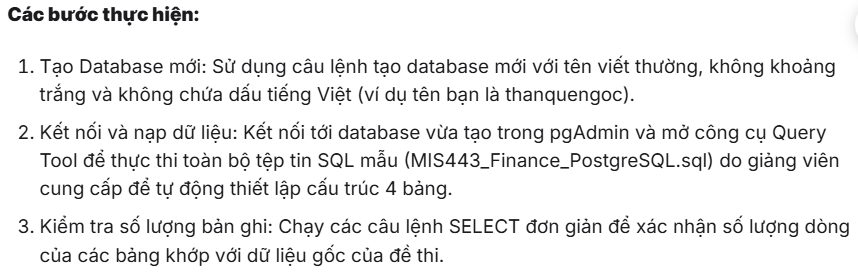 Các bước thực hiện:
1. Tạo Database mới: Sử dụng câu lệnh tạo database mới với tên viết thường, không khoảng
trắng và không chứa dấu tiếng Việt (ví dụ tên bạn là thanquengoc).
2. Kết nối và nạp dữ liệu: Kết nối tới database vừa tạo trong pgAdmin và mở công cụ Query
Tool để thực thi toàn bộ tệp tin SQL mẫu (MIS443_Finance_PostgreSQL.sql) do giảng viên
cung cấp để tự động thiết lập cấu trúc 4 bảng.
3. Kiểm tra số lượng bản ghi: Chạy các câu lệnh SELECT đơn giản để xác nhận số lượng dòng
của các bảng khớp với dữ liệu gốc của đề thi.